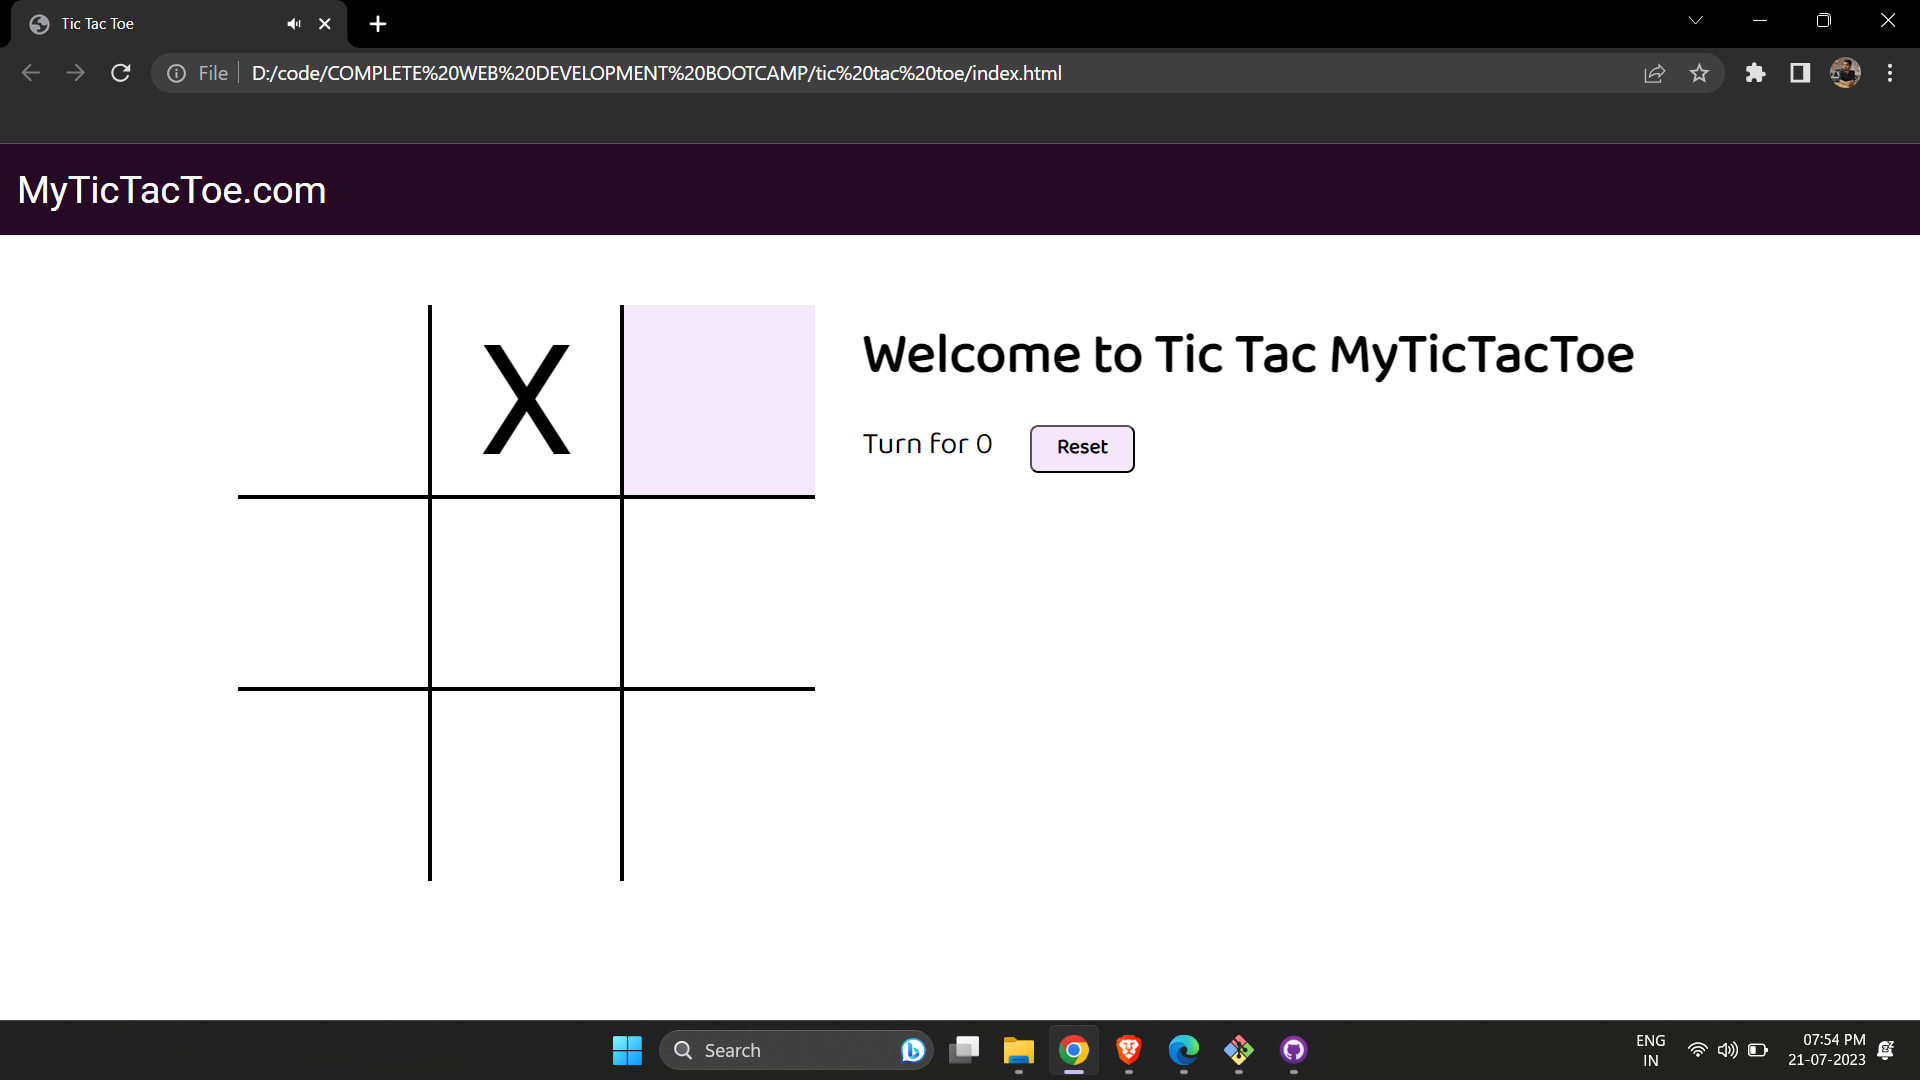 Tic Tac Toe
File
D:/code/COMPLETE%20WEB%20DEVELOPMENT%20BOOTCAMP/tic%20tac%20toe/index.html
MyTicTacToe.com
X
Welcome to Tic Tac MyTicTacToe
Turn for 0
Reset
Search
ENG
IN
07:54 PM
21-07-2023